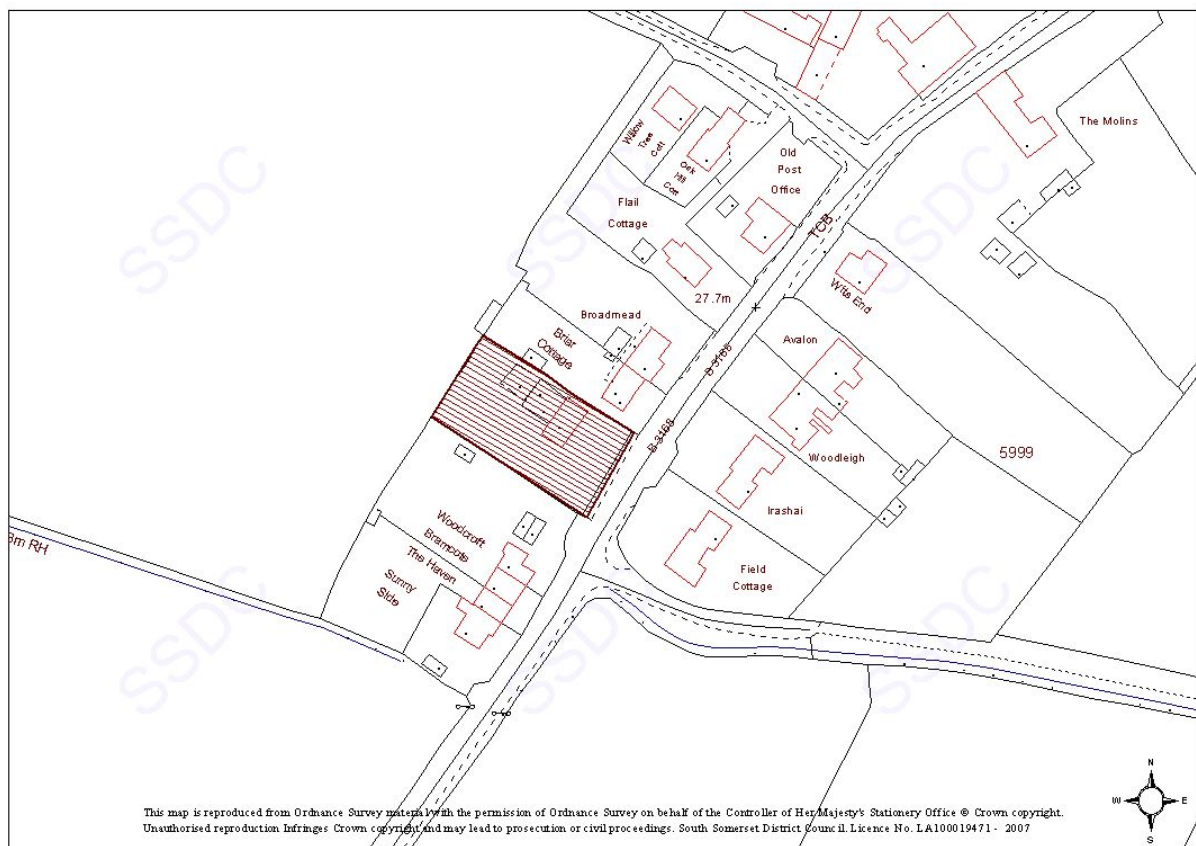 The Molins
Willow
Tree
Cott
Oak
Hill
Cott
Old
Post
Office
Flail
Cottage
TCB
Witts End
27.7m
Broadmead
Briar
Cottage
Avalon
B 3168
B 3168
5999
Woodleigh
Irashai
Woodcroft
Brampote
The Haven
Sunny
Side
Field
Cottage
3m RH
SSDC
SSDC
SSDC
SSDC
SSDC
SSDC
N
W
E
S
This map is reproduced from Ordnance Survey material with the permission of Ordnance Survey on behalf of the Controller of Her Majesty's Stationery Office © Crown copyright.
Unauthorised reproduction Infringes Crown copyright and may lead to prosecution or civil proceedings. South Somerset District Council. Licence No. LA100019471 - 2007